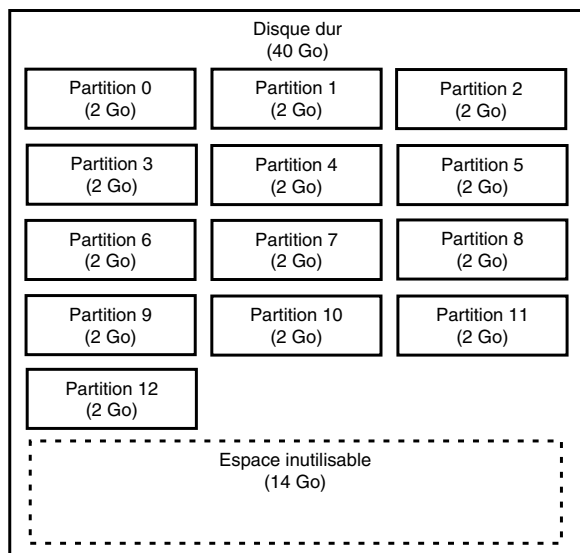 Disque dur
(40 Go)
Partition 0
(2 Go)
Partition 1
(2 Go)
Partition 2
(2 Go)
Partition 3
(2 Go)
Partition 4
(2 Go)
Partition 5
(2 Go)
Partition 6
(2 Go)
Partition 7
(2 Go)
Partition 8
(2 Go)
Partition 9
(2 Go)
Partition 10
(2 Go)
Partition 11
(2 Go)
Partition 12
(2 Go)
Espace inutilisable
(14 Go)